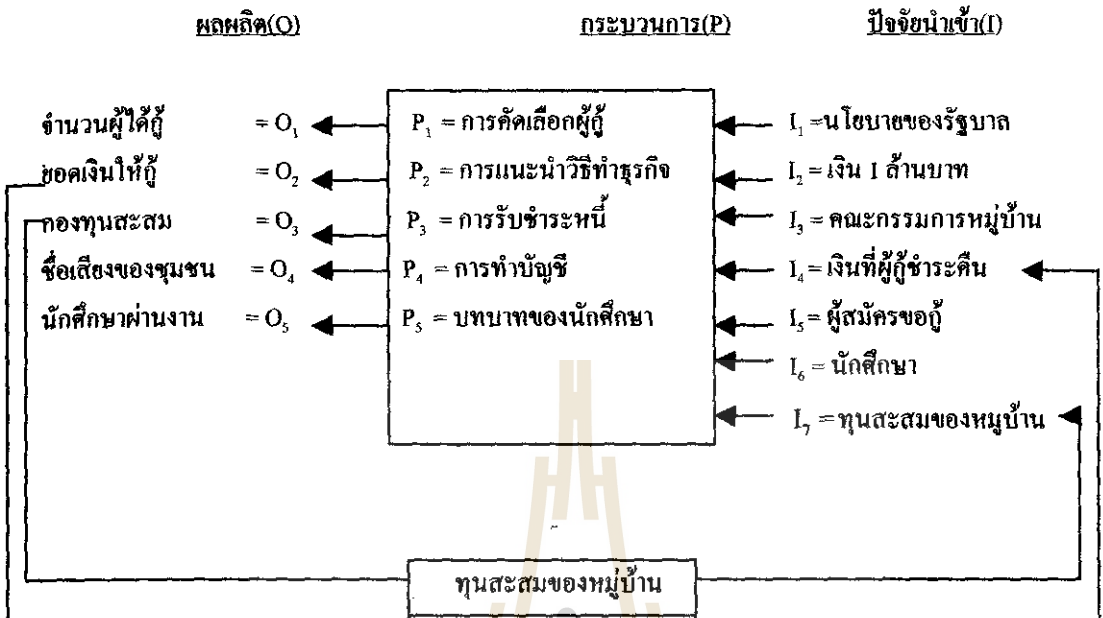 ผลผลิต(O) กระบวนการ(P) ปัจจัยนำเข้า(I)
จำนวนผู้ได้กู้ = O₁ P₁ = การคัดเลือกผู้กู้ I₁ =นโยบายของรัฐบาล
ยอดเงินให้กู้ = O₂ P₂ = การแนะนำวิธีทำธุรกิจ I₂ =เงิน 1 ล้านบาท
กองทุนสะสม = O₃ P₃ = การรับชำระหนี้ I₃ = คณะกรรมการหมู่บ้าน
ชื่อเสียงของชุมชน = O₄ P₄ = การทำบัญชี I₄ =เงินที่ผู้กู้ชำระคืน
นักศึกษาผ่านงาน = O₅ P₅ = บทบาทของนักศึกษา I₅ = ผู้สมัครขอกู้
I₆ = นักศึกษา
I₇ =ทุนสะสมของหมู่บ้าน
ทุนสะสมของหมู่บ้าน